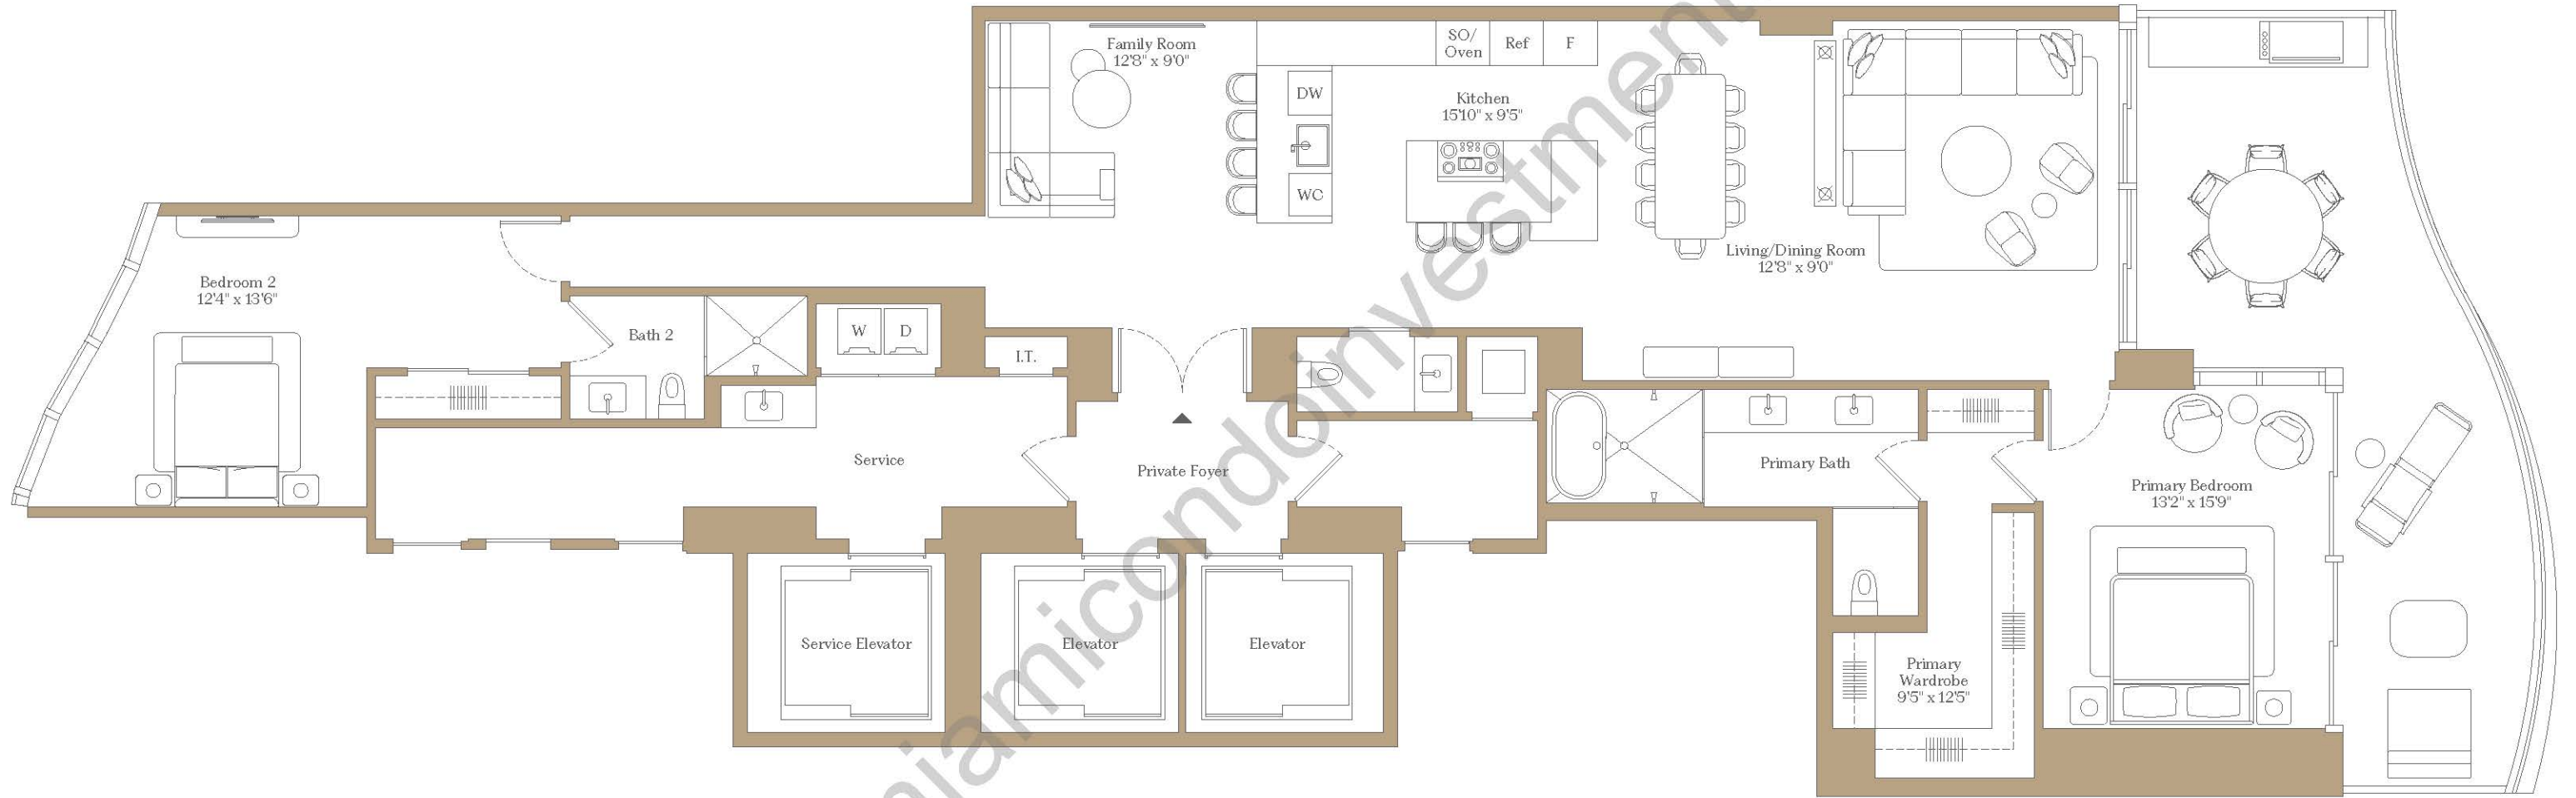 Family Room
12'8" x 9'0"
SO/
Oven
Ref
F
DW
Kitchen
15'10" x 9'5"
WC
Living/Dining Room
12'8" x 9'0"
Bedroom 2
12'4" x 13'6"
Bath 2
W
D
I.T.
Service
Private Foyer
Primary Bath
Primary Bedroom
13'2" x 15'9"
Service Elevator
Elevator
Elevator
Primary
Wardrobe
9'5" x 12'5"
miamicondoinvestment